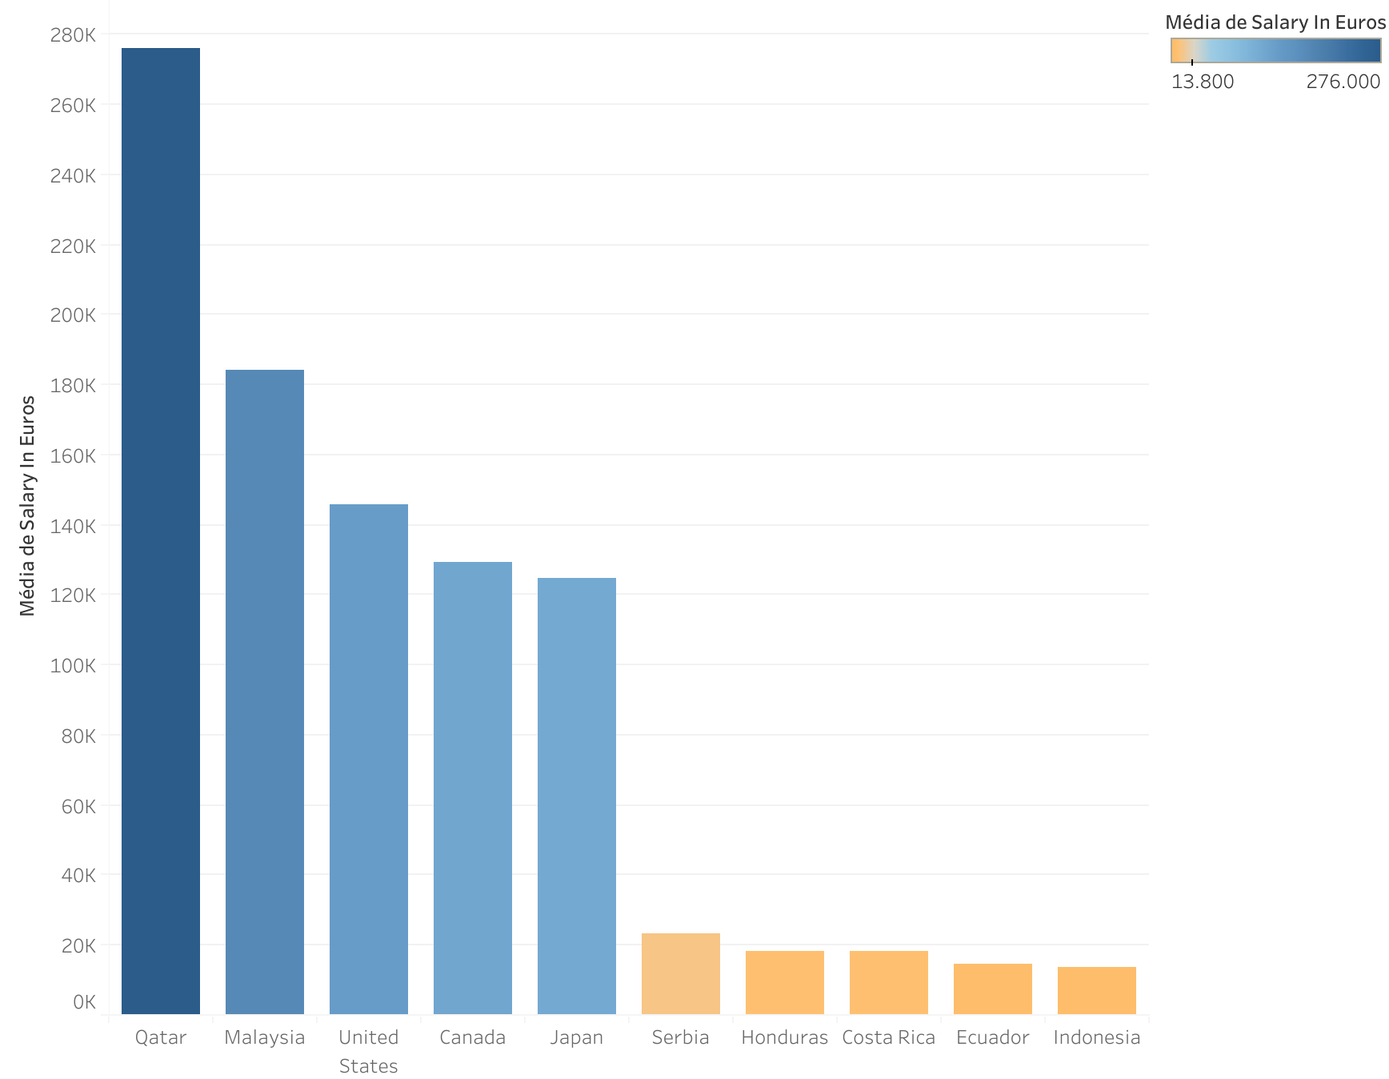 Média de Salary In Euros
13.800 276.000
Média de Salary In Euros
280K
260K
240K
220K
200K
180K
160K
140K
120K
100K
80K
60K
40K
20K
0K
Qatar Malaysia United States Canada Japan Serbia Honduras Costa Rica Ecuador Indonesia